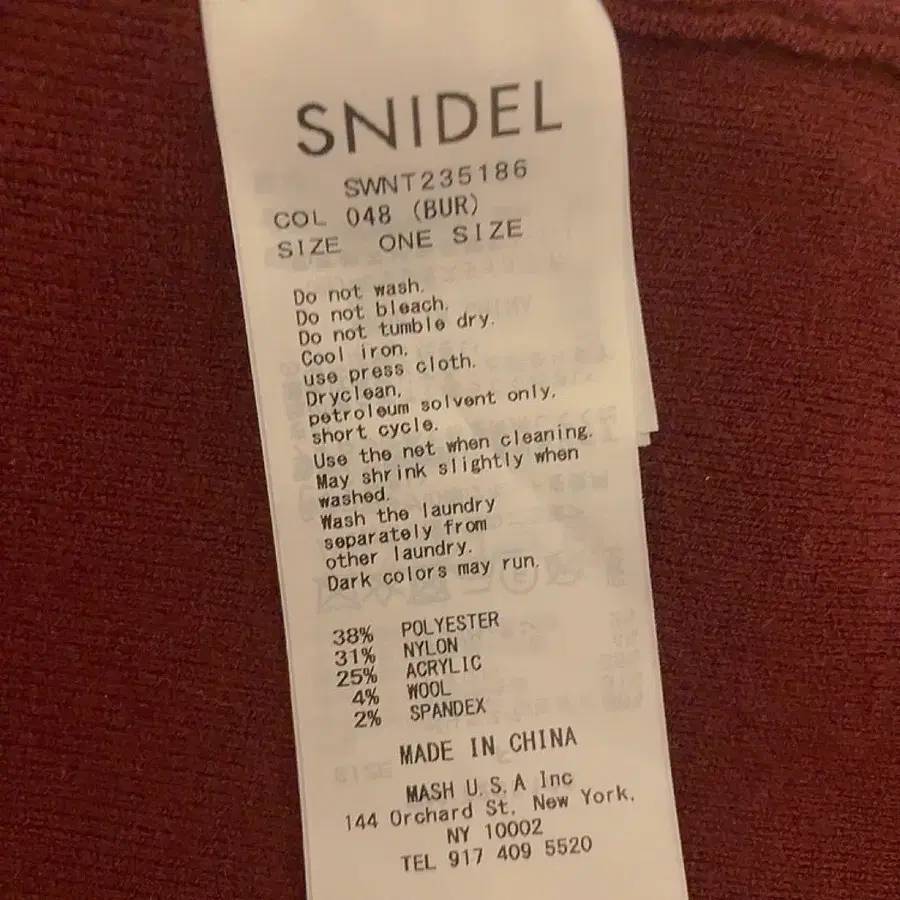 SNIDEL
SWNT235186
COL 048 (BUR)
SIZE ONE SIZE
Do not wash.
Do not bleach.
Do not tumble dry.
Cool iron,
use press cloth.
Dryclean,
petroleum solvent only,
short cycle.
Use the net when cleaning.
May shrink slightly when
washed.
Wash the laundry
separately from
other laundry.
Dark colors may run.
38% POLYESTER
31% NYLON
25% ACRYLIC
4% WOOL
2% SPANDEX
MADE IN CHINA
MASH U.S.A Inc
144 Orchard St, New York,
NY 10002
TEL 917 409 5520